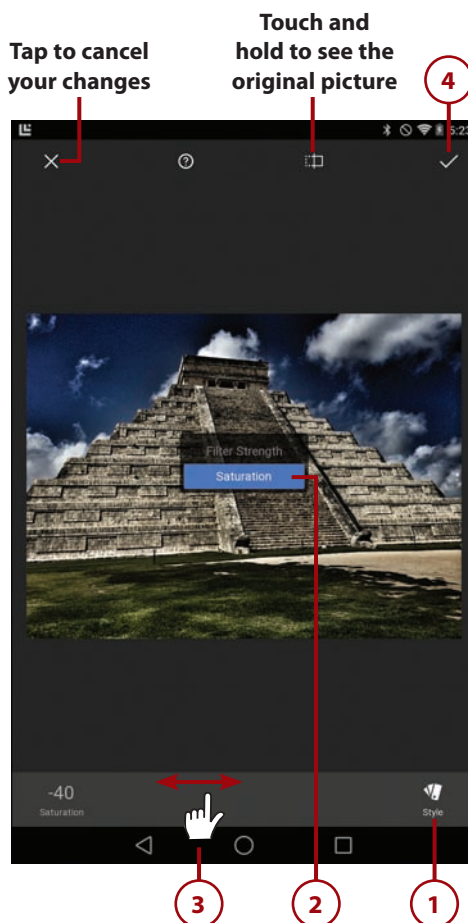 Touch and
hold to see the
original picture
Tap to cancel
your changes
4
5:23
Filter Strength
Saturation
-40
Saturation
Style
3
2
1